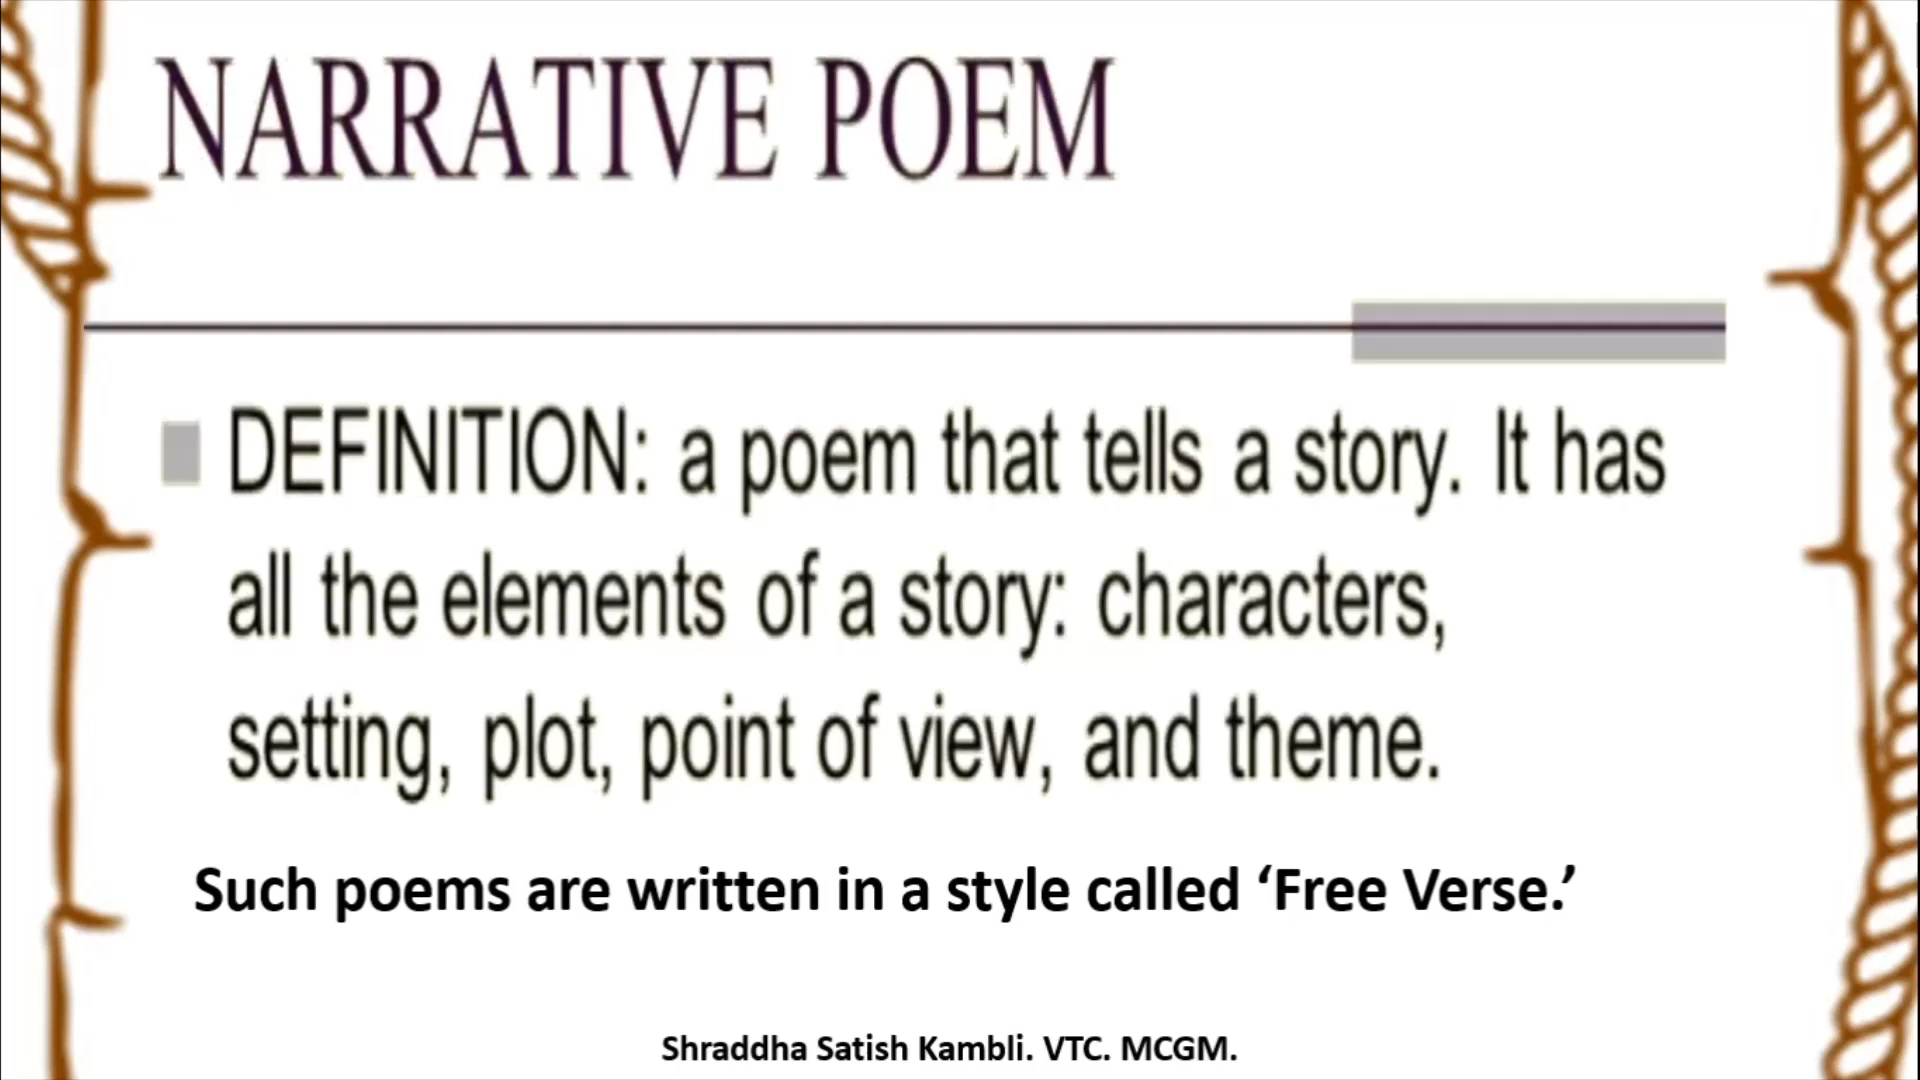 NARRATIVE POEM
DEFINITION: a poem that tells a story. It has
all the elements of a story: characters,
setting, plot, point of view, and theme.
Such poems are written in a style called ‘Free Verse.’
Shraddha Satish Kambli. VTC. MCGM.